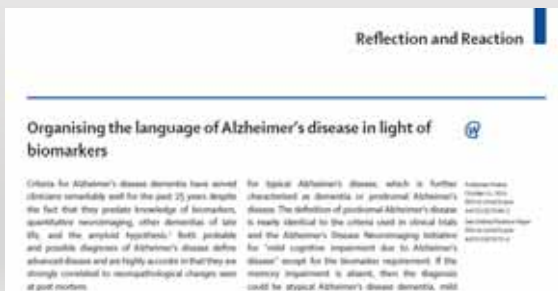 Reflection and Reaction
Organising the language of Alzheimer's disease in light of
biomarkers
Criteria for Alzheimer's disease dementia have served
clinicians remarkably well for the past 25 years despite
the fact that they predate knowledge of biomarkers,
quantitative neuroimaging, other dementias of late
life, and the amyloid hypothesis. Both probable
and possible diagnosis of Alzheimer's disease define
advanced disease and are highly accurate in that they are
strongly correlated to neuropathological changes seen
at post mortem.
for typical Alzheimer's disease, which is further
characterised as dementia or prodromal Alzheimer's
disease. The definition of prodromal Alzheimer's disease
is nearly identical to the criteria used in clinical trials
and the Alzheimer's Disease Neuroimaging Initiative
for "mild cognitive impairment due to Alzheimer's
disease" except for the biomarker requirement. If the
memory impairment is absent, then the diagnosis
could be atypical Alzheimer's disease dementia, mild